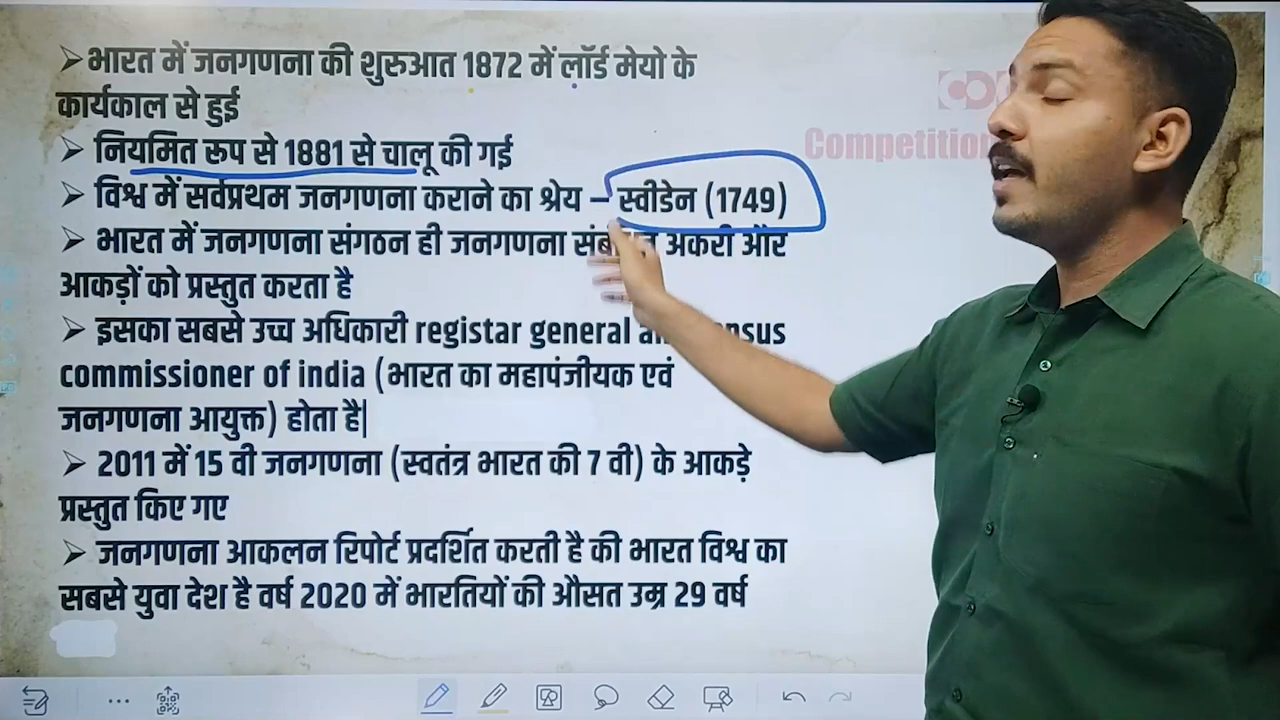 ➢ भारत में जनगणना की शुरुआत 1872 में लॉर्ड मेयो के
कार्यकाल से हुई
➢ नियमित रूप से 1881 से चालू की गई
➢ विश्व में सर्वप्रथम जनगणना कराने का श्रेय – स्वीडेन (1749)
➢ भारत में जनगणना संगठन ही जनगणना अकरी और
आकड़ों को प्रस्तुत करता है
➢ इसका सबसे उच्च अधिकारी registar general
commissioner of india (भारत का महापंजीयक एवं
जनगणना आयुक्त) होता है|
➢ 2011 में 15 वी जनगणना (स्वतंत्र भारत की 7 वी) के आकड़े
प्रस्तुत किए गए
➢ जनगणना आकलन रिपोर्ट प्रदर्शित करती है की भारत विश्व का
सबसे युवा देश है वर्ष 2020 में भारतियों की औसत उम्र 29 वर्ष
Competition